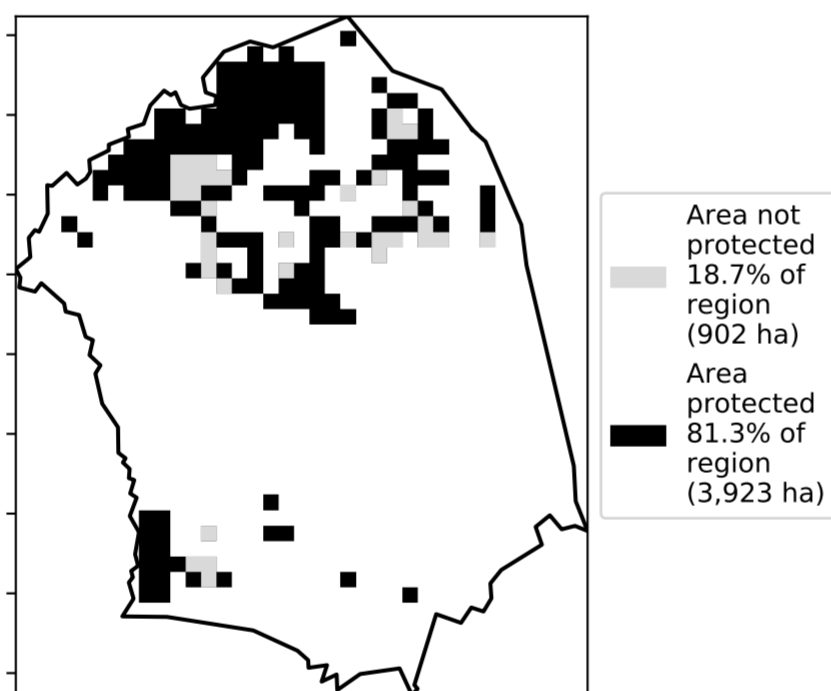 Area not
protected
18.7% of
region
(902 ha)
Area
protected
81.3% of
region
(3,923 ha)